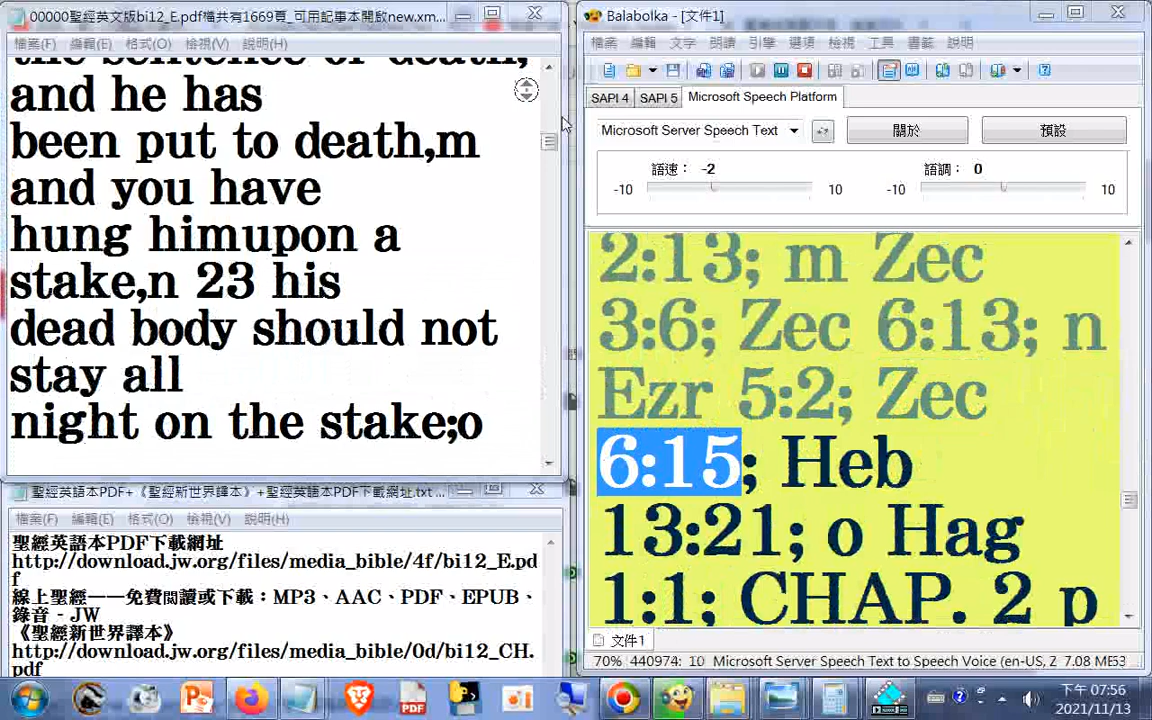 00000聖經英文版bi12_E.pdf檔共有1669頁_可用記事本開啟new.xm...
檔案(F) 編輯(E) 格式(O) 檢視(V) 說明(H)
the sentence of death,
and he has
been put to death,m
and you have
hung himupon a
stake,n 23 his
dead body should not
stay all
night on the stake;o
聖經英語本PDF+《聖經新世界譯本》+聖經英語本PDF下載網址.txt ...
檔案(F) 編輯(E) 格式(O) 檢視(V) 說明(H)
聖經英語本PDF下載網址
http://download.jw.org/files/media_bible/4f/bi12_E.pd
f
線上聖經——免費閱讀或下載：MP3、AAC、PDF、EPUB、
錄音 - JW
《聖經新世界譯本》
http://download.jw.org/files/media_bible/0d/bi12_CH.
pdf
Balabolka - [文件1]
檔案 編輯 文字 朗讀 引擎 選項 檢視 工具 書籤 說明
SAPI 4 SAPI 5 Microsoft Speech Platform
Microsoft Server Speech Text 關於 預設
語速： -2 語調： 0
-10 10 -10 10
2:13; m Zec
3:6; Zec 6:13; n
Ezr 5:2; Zec
6:15; Heb
13:21; o Hag
1:1; CHAP. 2 p
文件1
70% 440974: 10 Microsoft Server Speech Text to Speech Voice (en-US, Z 7.08 ME53
下午 07:56
2021/11/13